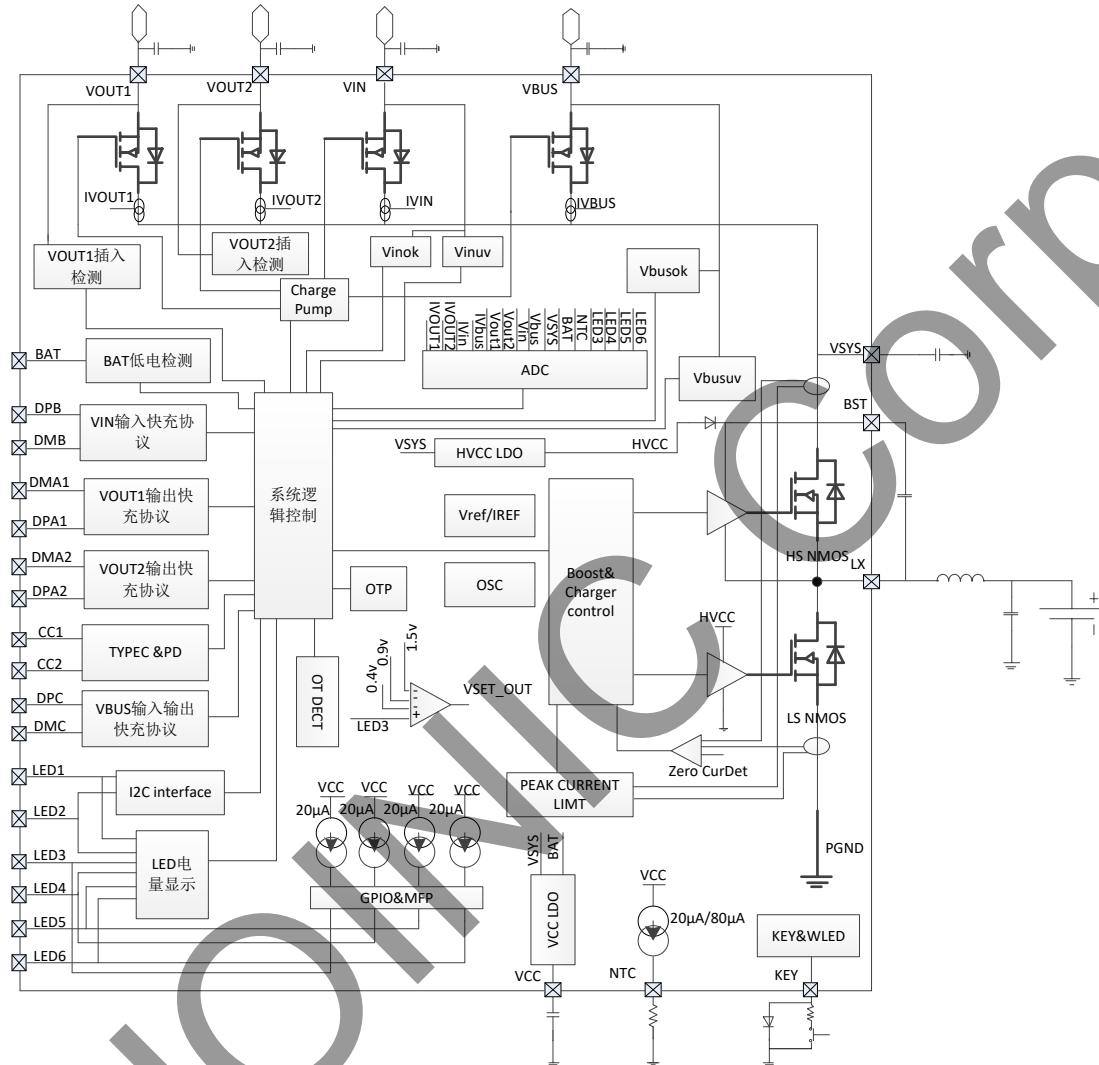 VOUT1
VOUT2
VIN
VBUS
IVOUT1
IVOUT2
IVIN
IVBUS
VOUT1插入
检测
VOUT2插
入检测
Vinok
Vinuv
Vbusok
Charge
Pump
IVOUT1
IVOUT2
IVin
IVbus
Vout1
Vout2
Vin
Vbus
VSYS
BAT
NTC
LED3
LED4
LED5
LED6
ADC
VSYS
BAT
BAT低电检测
Vbusuv
BST
DPB
DMB
VIN输入快充协
议
VSYS
HVCC LDO
HVCC
DMA1
DPA1
VOUT1输出快
充协议
系统逻
辑控制
Vref/IREF
HS NMOS
LX
DMA2
DPA2
VOUT2输出快
充协议
OTP
OSC
Boost&
Charger
control
+
-
CC1
CC2
TYPEC &PD
HVCC
OT DECT
0.4v
0.9v
1.5v
-
-
-
+
LED3
VSET_OUT
DPC
DMC
VBUS输入输出
快充协议
LS NMOS
Zero CurDet
LED1
LED2
I2C interface
PEAK CURRENT
LIMT
VCC
VCC
VCC
VCC
20μA
20μA
20μA
20μA
LED3
LED4
LED5
LED6
LED电
量显示
GPIO&MFP
VSYS
BAT
VCC LDO
VCC
VCC
20μA/80μA
NTC
PGND
KEY&WLED
KEY
Corp